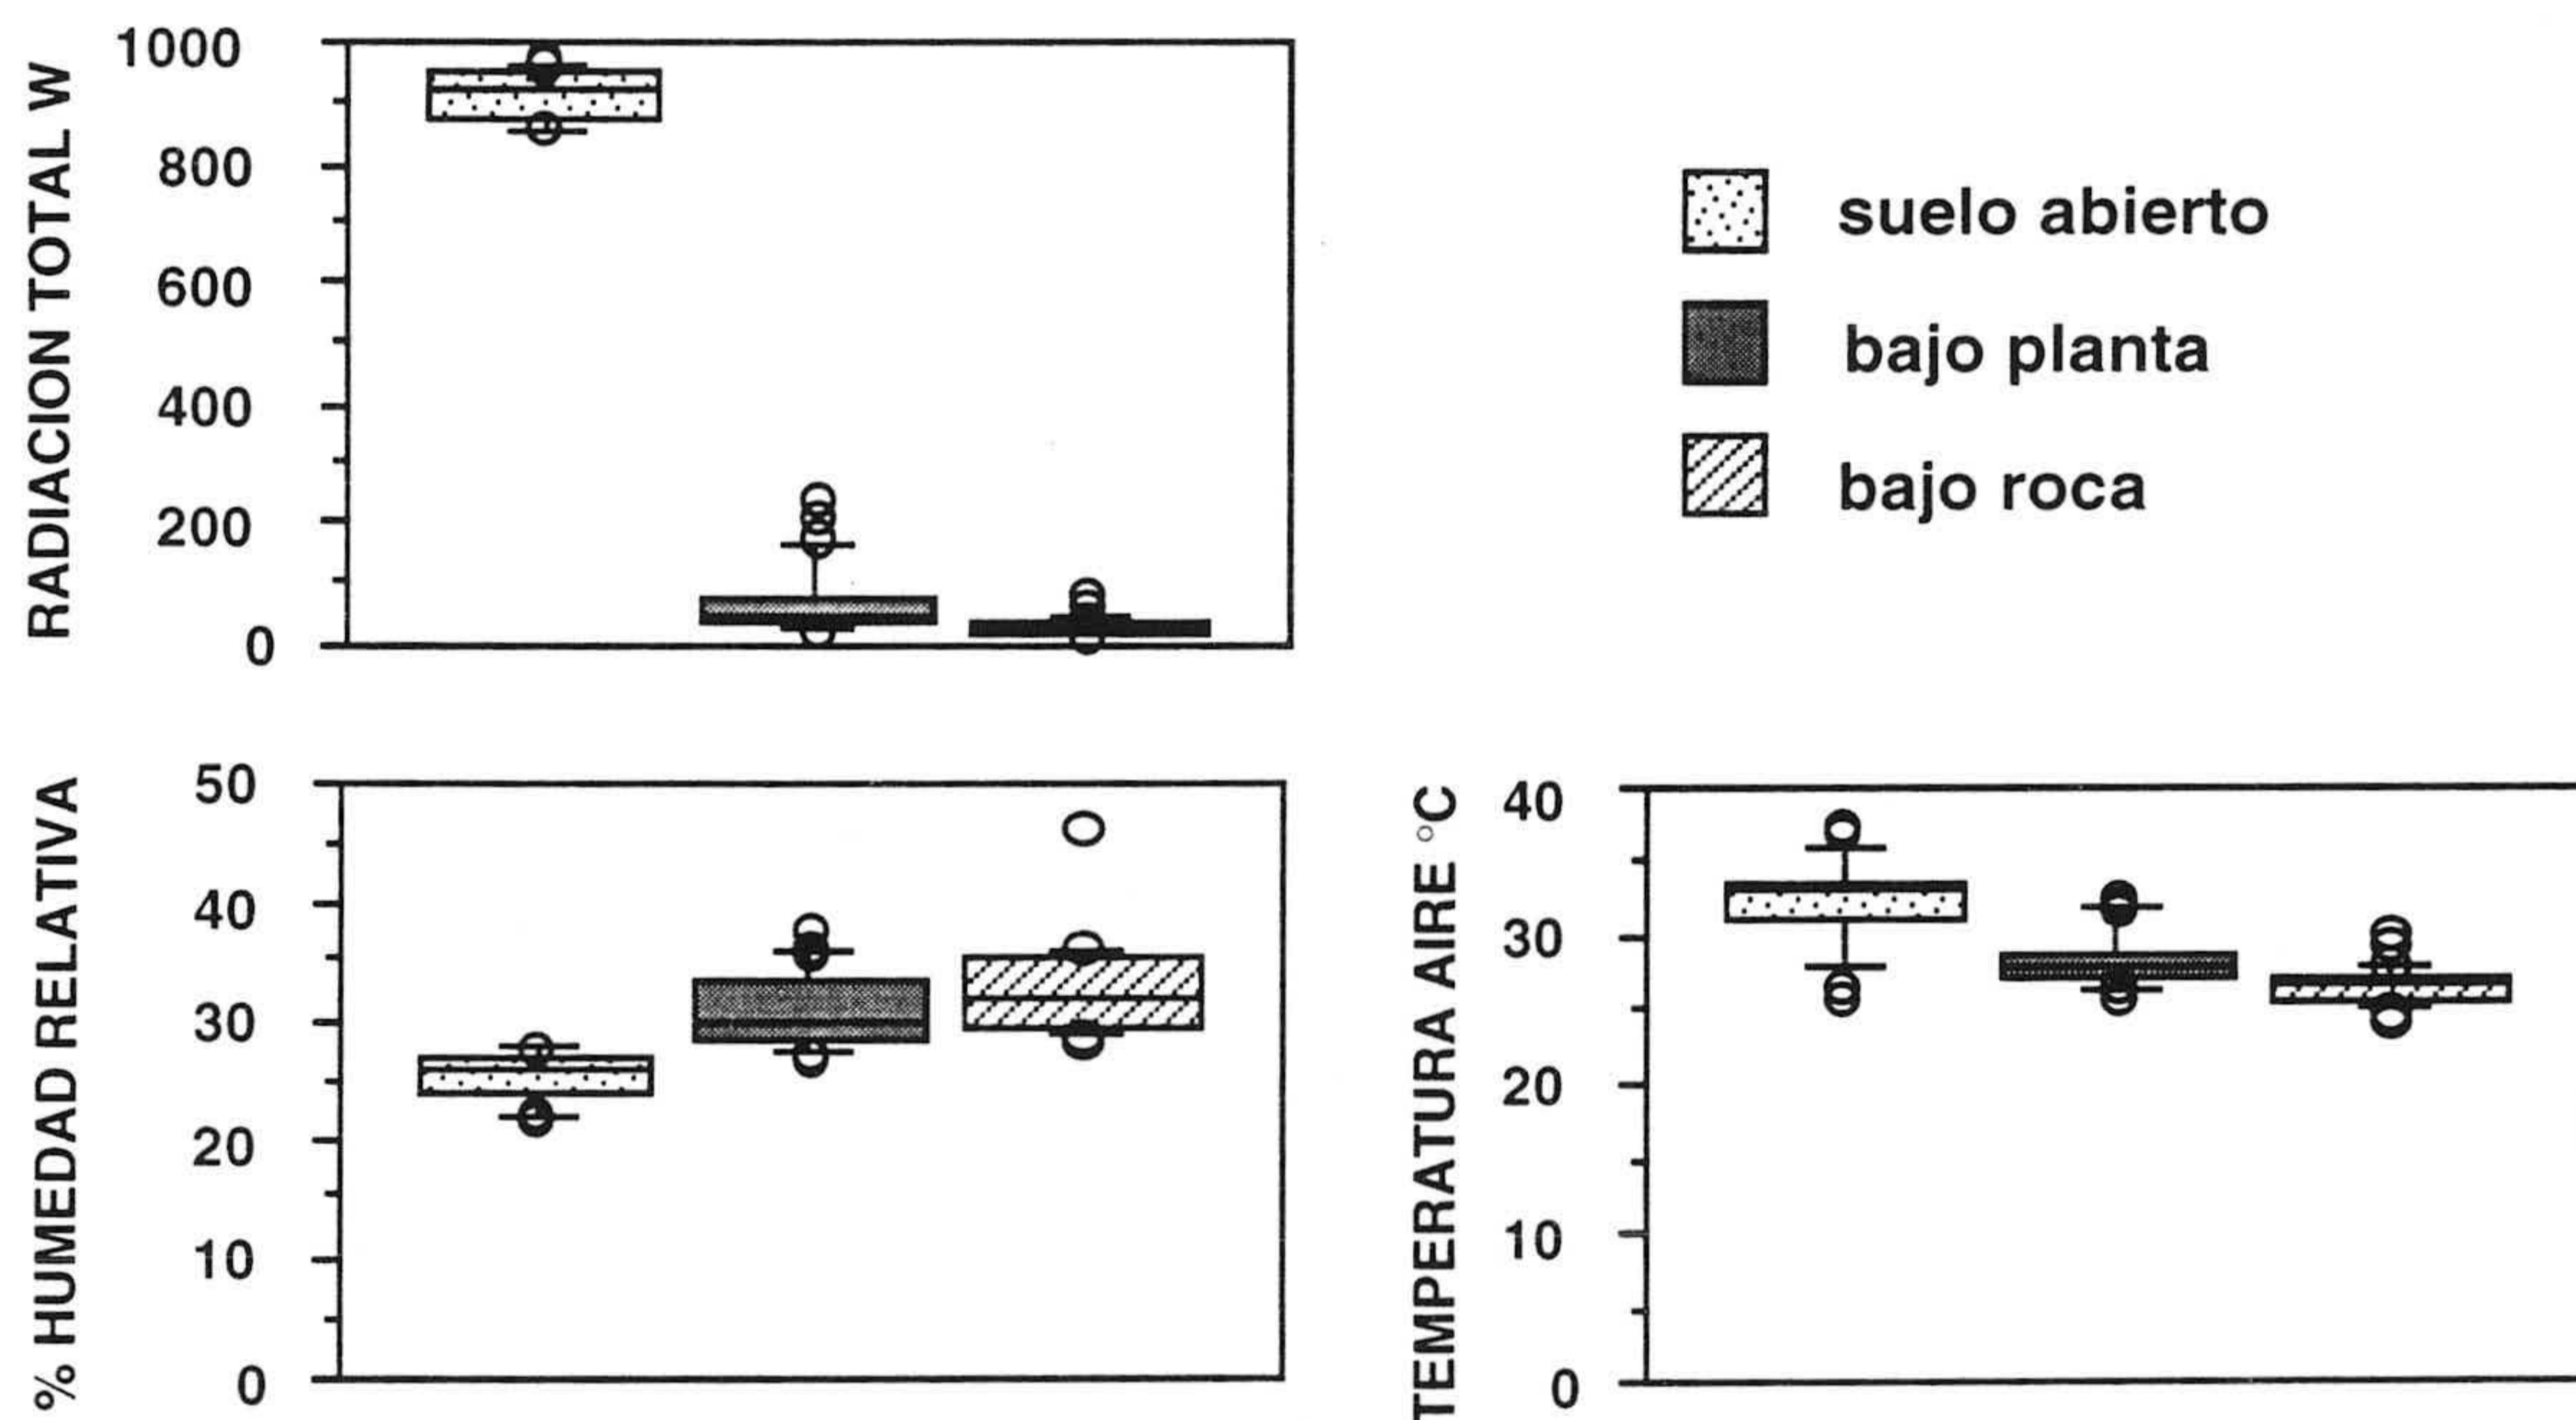 RADIACION TOTAL W
1000
800
600
400
200
0
suelo abierto
bajo planta
bajo roca
% HUMEDAD RELATIVA
50
40
30
20
10
0
TEMPERATURA AIRE °C
40
30
20
10
0